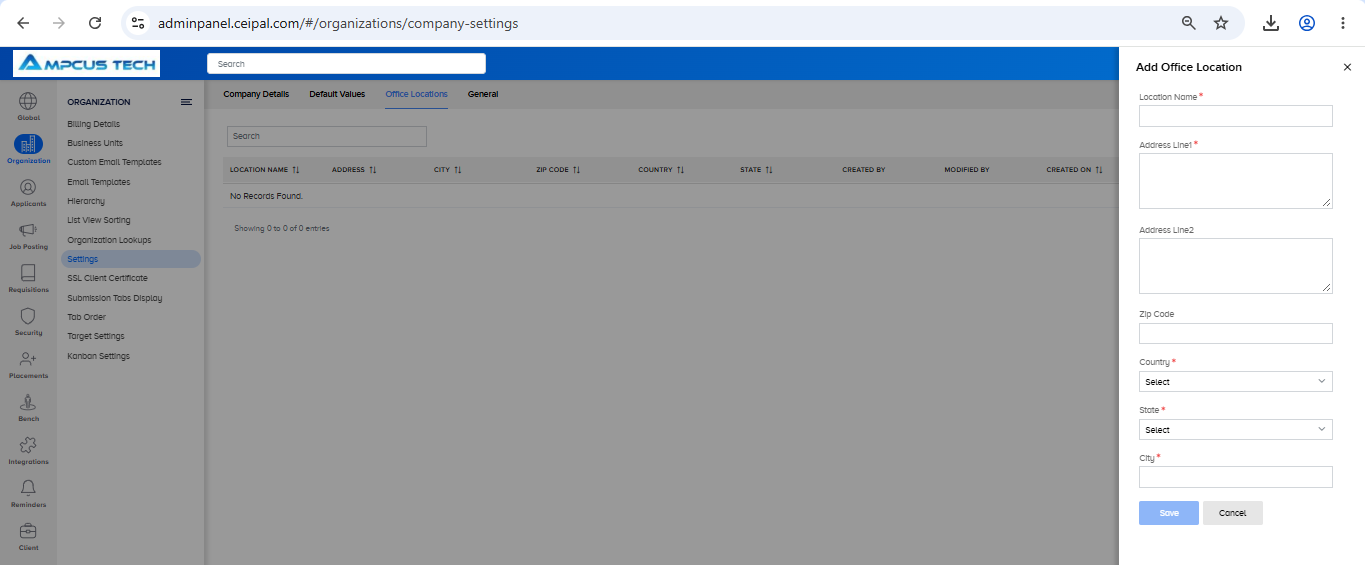 adminpanel.ceipal.com/#/organizations/company-settings
AMPCUS TECH
Search
Global
Organization
Applicants
Job Posting
Requisitions
Security
Placements
Bench
Integrations
Reminders
Client
ORGANIZATION
Billing Details
Business Units
Custom Email Templates
Email Templates
Hierarchy
List View Sorting
Organization Lookups
Settings
SSL Client Certificate
Submission Tabs Display
Tab Order
Target Settings
Kanban Settings
Company Details Default Values Office Locations General
Search
LOCATION NAME ADDRESS CITY ZIP CODE COUNTRY STATE CREATED BY MODIFIED BY CREATED ON
No Records Found.
Showing 0 to 0 of 0 entries
Add Office Location
Location Name *
Address Line1 *
Address Line2
Zip Code
Country *
Select
State *
Select
City *
Save Cancel